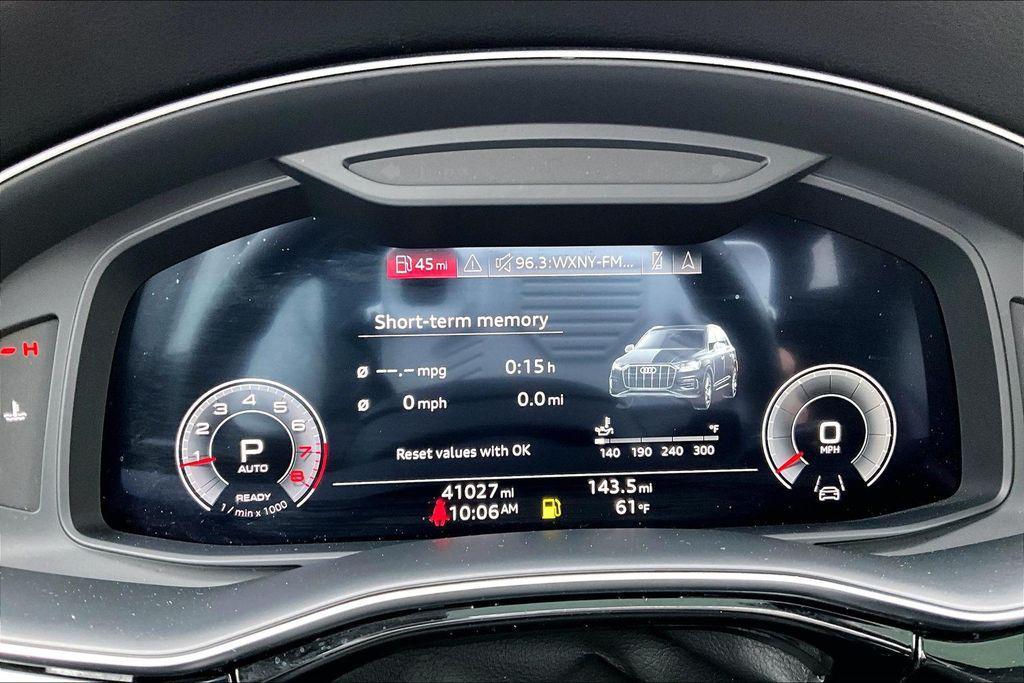 45 mi 96.3:WXNY-FM...
Short-term memory
Ø --.- mpg 0:15 h
Ø 0 mph 0.0 mi
Reset values with OK
°F
140 190 240 300
1 2 3 4 5 6 7 8
P
AUTO
READY
1/min x 1000
0
MPH
41027 mi 143.5 mi
10:06 AM 61°F
H